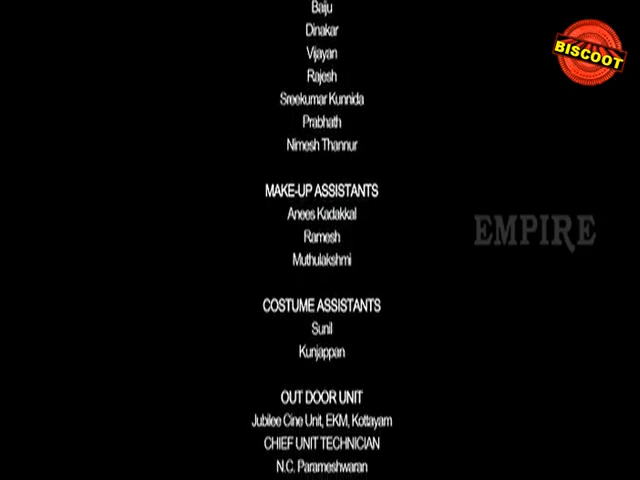 Baiju
Dinakar
Vijayan
Rajesh
Sreekumar Kunnida
Prabhath
Nimesh Thannur
MAKE-UP ASSISTANTS
Anees Kadakkal
Ramesh
Muthulakshmi
COSTUME ASSISTANTS
Sunil
Kunjappan
OUT DOOR UNIT
Jubilee Cine Unit, EKM, Kottayam
CHIEF UNIT TECHNICIAN
N.C. Parameshwaran
BISCOOT
EMPIRE